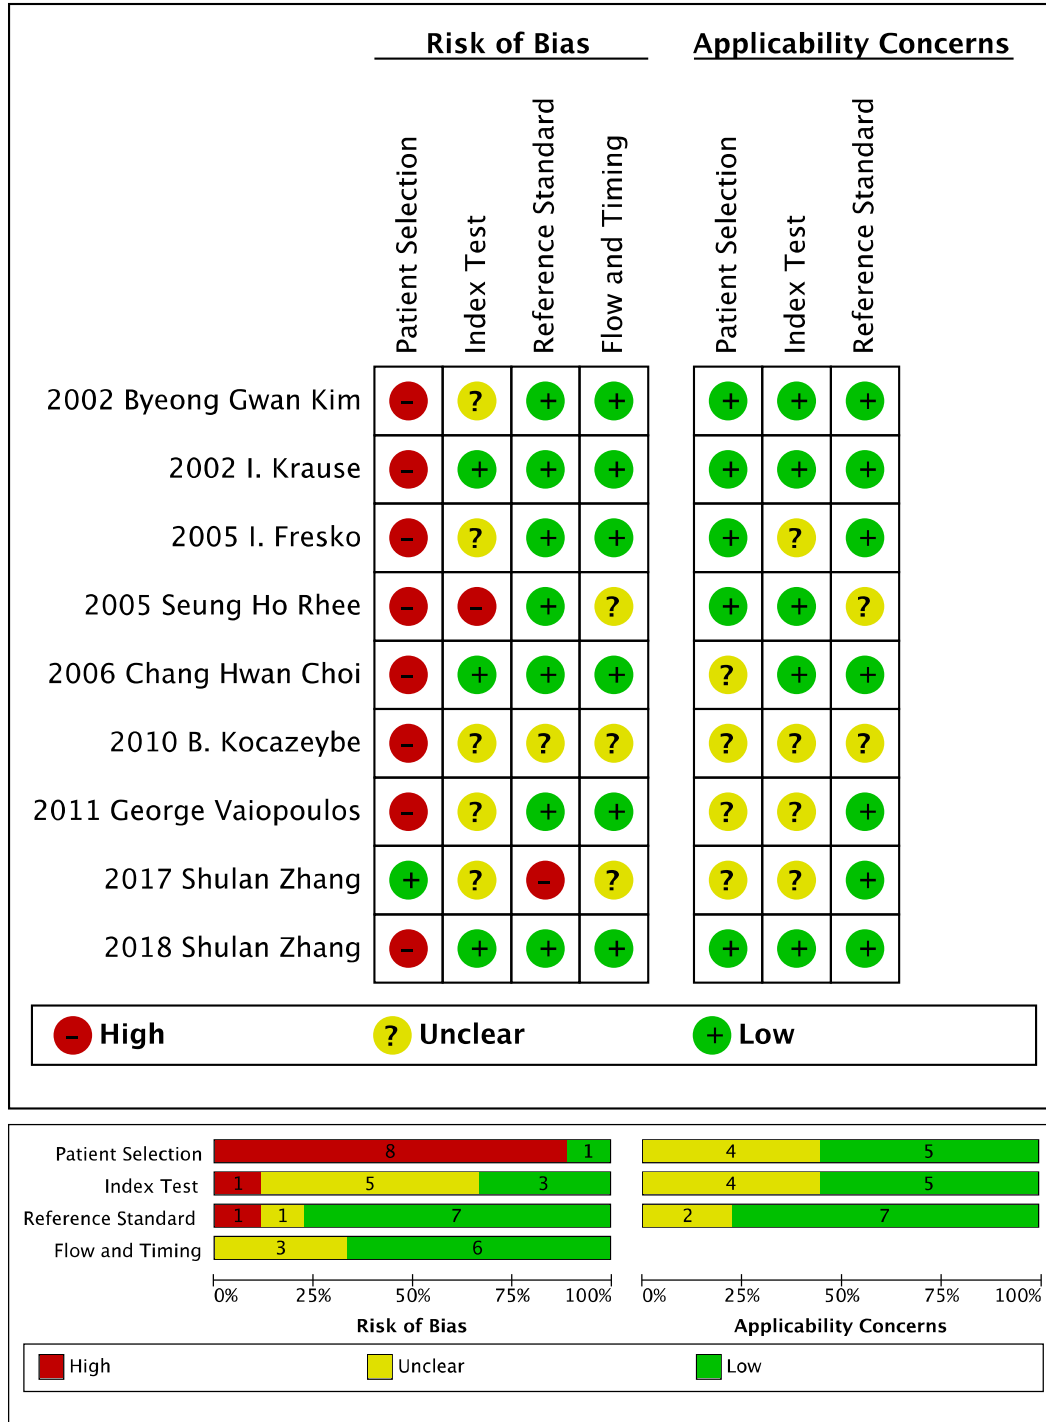 Risk of Bias Applicability Concerns
Patient Selection Index Test Reference Standard Flow and Timing Patient Selection Index Test Reference Standard
2002 Byeong Gwan Kim – ? + + + + +
2002 I. Krause – + + + + + +
2005 I. Fresko – ? + + + ? +
2005 Seung Ho Rhee – – + ? + + ?
2006 Chang Hwan Choi – + + + ? + +
2010 B. Kocazeybe – ? ? ? ? ? ?
2011 George Vaiopoulos – ? + + ? ? +
2017 Shulan Zhang + ? – ? ? ? +
2018 Shulan Zhang – + + + + + +
– High ? Unclear + Low
Patient Selection 8 1 4 5
Index Test 1 5 3 4 5
Reference Standard 1 1 7 2 7
Flow and Timing 3 6
0% 25% 50% 75% 100% 0% 25% 50% 75% 100%
Risk of Bias Applicability Concerns
High Unclear Low